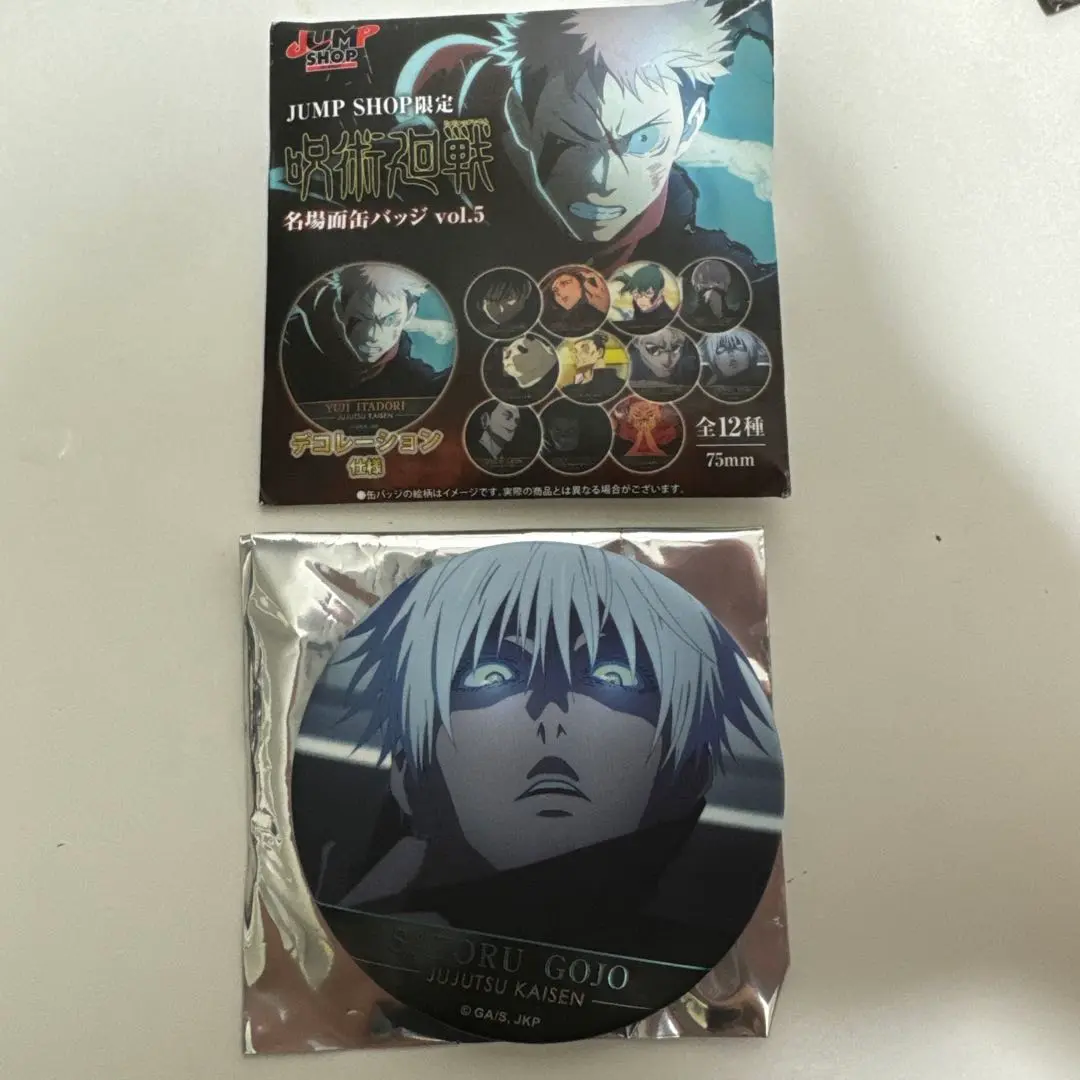 JUMP
SHOP
JUMP SHOP限定
呪術廻戦
名場面缶バッジ vol.5
YUJI ITADORI
JUJUTSU KAISEN
デコレーション
仕様
全12種
75mm
●缶バッジの絵柄はイメージです。実際の商品とは異なる場合がございます。
SATORU GOJO
JUJUTSU KAISEN
© GA/S, JKP